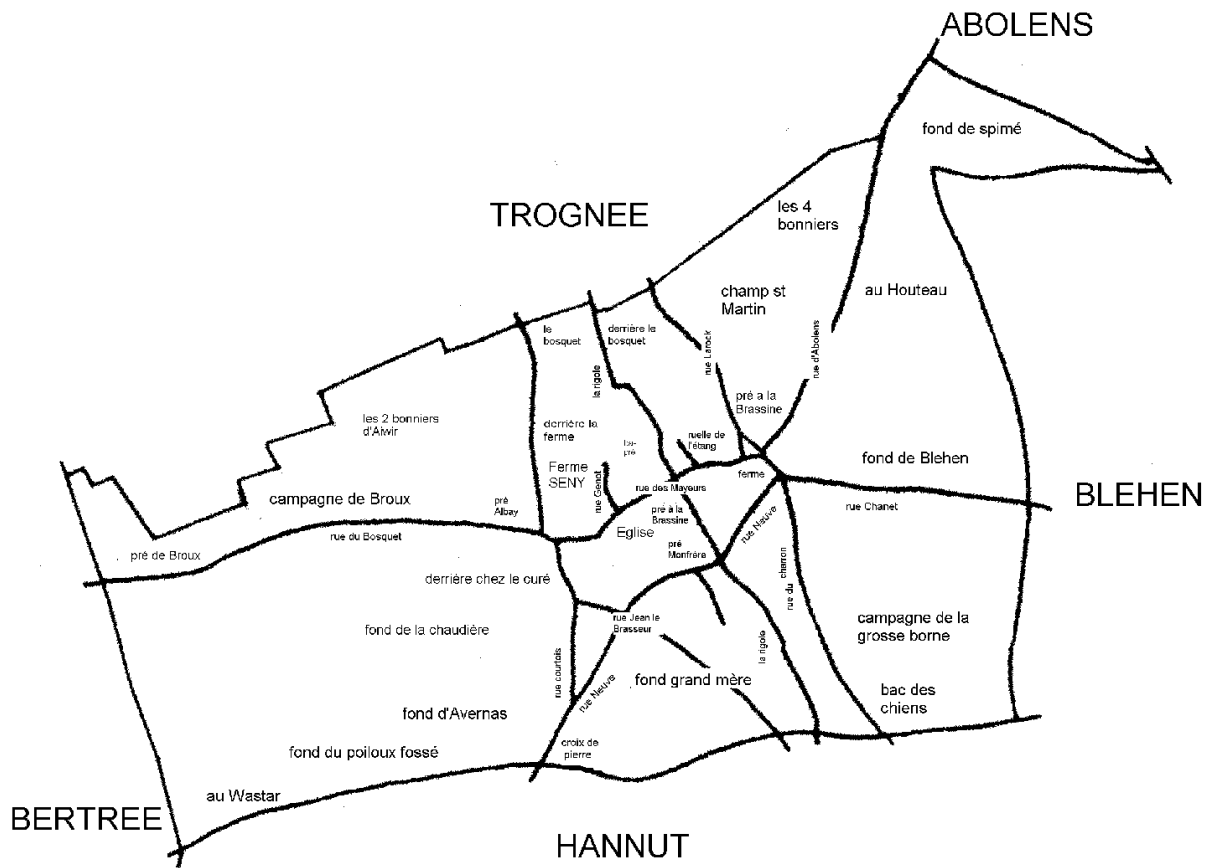 ABOLENS
fond de spimé
TROGNEE
les 4
bonniers
au Houteau
champ st
Martin
le
bosquet
derrière le
bosquet
la rigole
rue Larock
rue d'Abolens
les 2 bonniers
d'Aiwir
derrière la
ferme
pré a la
Brassine
ruelle de
l'étang
Ferme
SENY
ferme
fond de Blehen
BLEHEN
campagne de Broux
pré
Albay
rue Genot
rue des Mayeurs
rue Chanet
rue du Bosquet
Eglise
pré à la
Brassine
rue Neuve
pré de Broux
pré
Monfrère
derrière chez le curé
rue du charron
fond de la chaudière
rue Jean le
Brasseur
campagne de la
grosse borne
la rigole
rue courtois
rue Neuve
fond grand mère
bac des
chiens
fond d'Avernas
fond du poiloux fossé
croix de
pierre
au Wastar
BERTREE
HANNUT